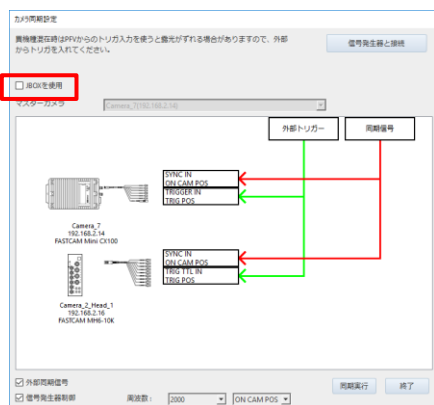 カメラ同期設定
異機種混在時はPFVからのトリガ入力を使うと露光がずれる場合がありますので、外部
からトリガを入れてください。
信号発生器と接続
JBOXを使用
マスターカメラ
Camera_7(192.168.2.14)
外部トリガー
同期信号
SYNC IN
ON CAM POS
TRIGGER IN
TRIG POS
Camera_7
192.168.2.14
FASTCAM Mini CX100
SYNC IN
ON CAM POS
TRIG TTL IN
TRIG POS
Camera_2_Head_1
192.168.2.16
FASTCAM MH6-10K
外部同期信号
同期実行
終了
信号発生器制御
周波数:
2000
ON CAM POS